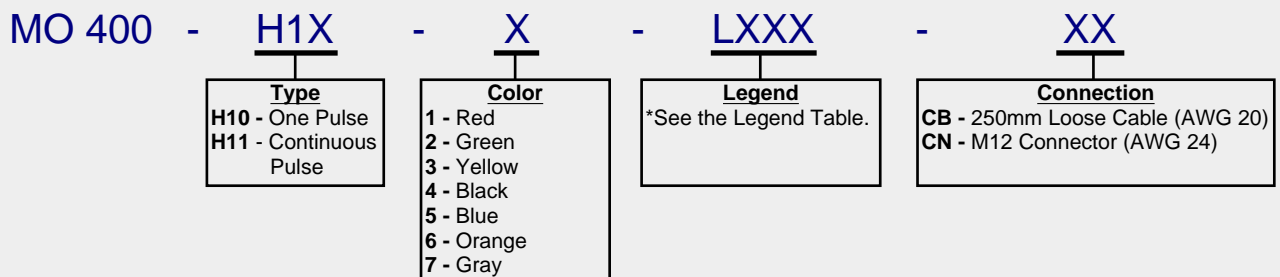 MO 400 - H1X - X - LXXX - XX
Type
H10 - One Pulse
H11 - Continuous
Pulse
Color
1 - Red
2 - Green
3 - Yellow
4 - Black
5 - Blue
6 - Orange
7 - Gray
Legend
*See the Legend Table.
Connection
CB - 250mm Loose Cable (AWG 20)
CN - M12 Connector (AWG 24)